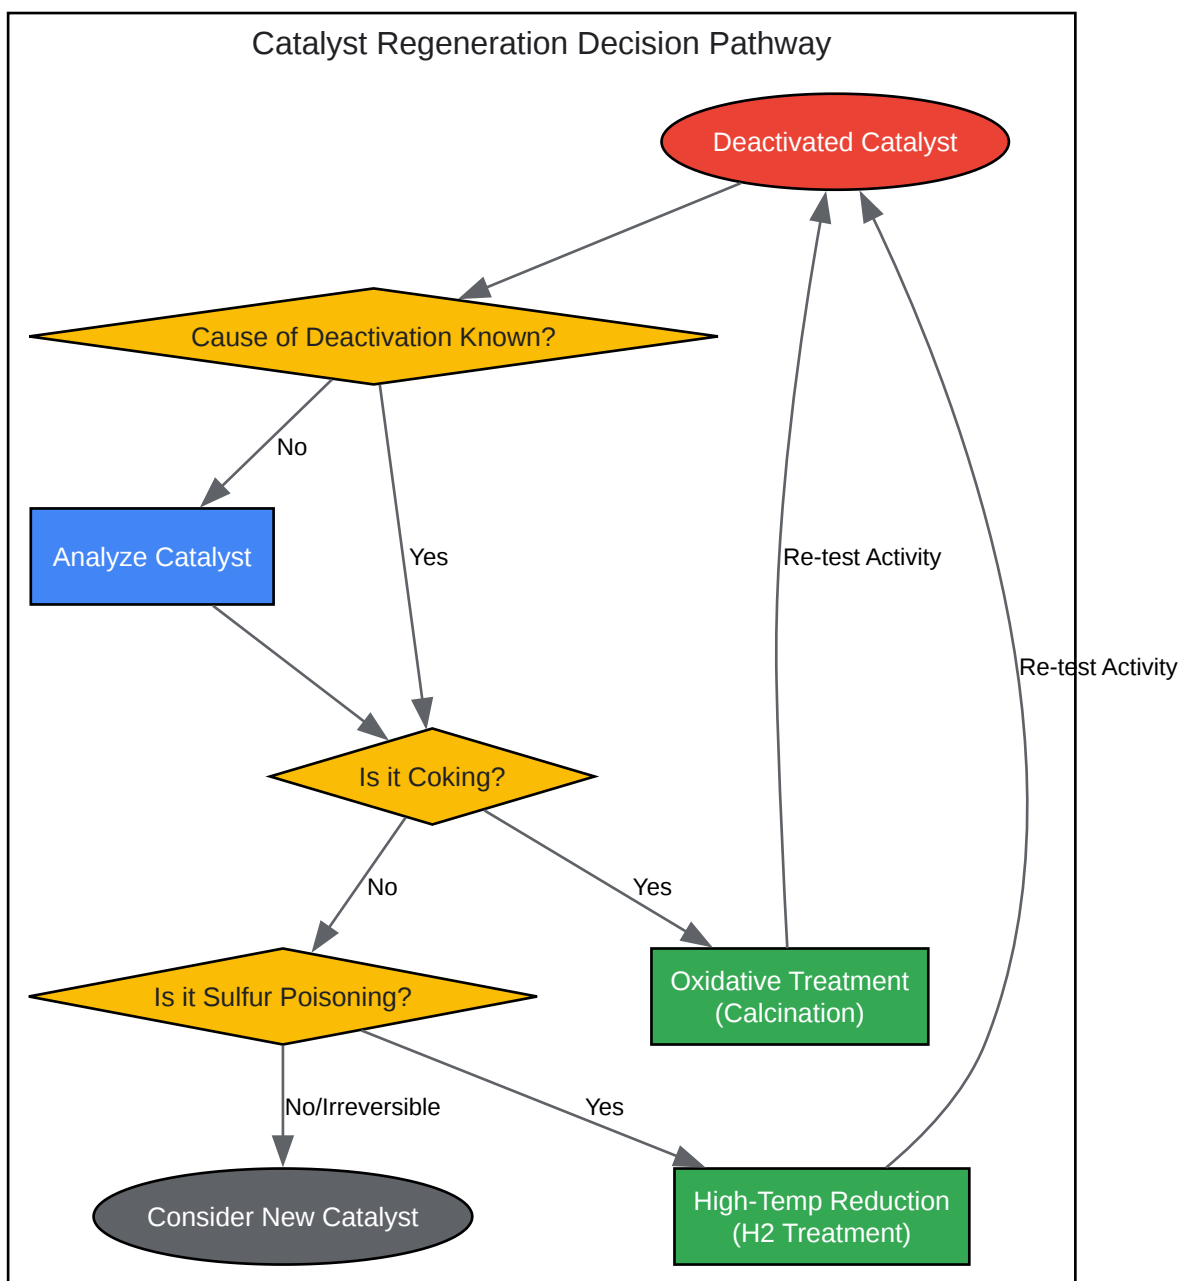 Catalyst Regeneration Decision Pathway
Deactivated Catalyst
Cause of Deactivation Known?
No
Analyze Catalyst
Yes
Re-test Activity
Re-test Activity
Is it Coking?
No
Yes
Oxidative Treatment
(Calcination)
Is it Sulfur Poisoning?
No/Irreversible
Yes
Consider New Catalyst
High-Temp Reduction
(H2 Treatment)